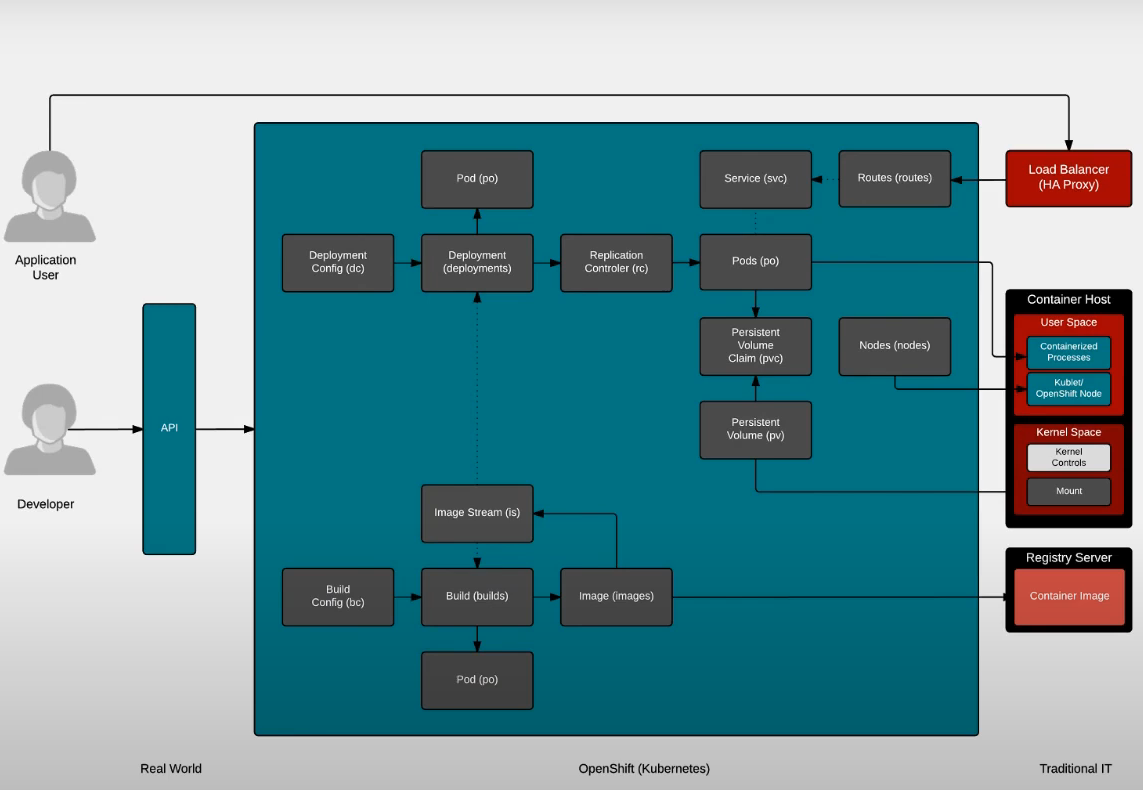 Pod (po)
Service (svc)
Routes (routes)
Load Balancer
(HA Proxy)
Application
User
Deployment
Config (dc)
Deployment
(deployments)
Replication
Controler (rc)
Pods (po)
Container Host
User Space
Containerized
Processes
Kublet/
OpenShift Node
Kernel Space
Kernel
Controls
Mount
Persistent
Volume
Claim (pvc)
Nodes (nodes)
Persistent
Volume (pv)
API
Developer
Image Stream (is)
Registry Server
Container Image
Build
Config (bc)
Build (builds)
Image (images)
Pod (po)
Real World
OpenShift (Kubernetes)
Traditional IT